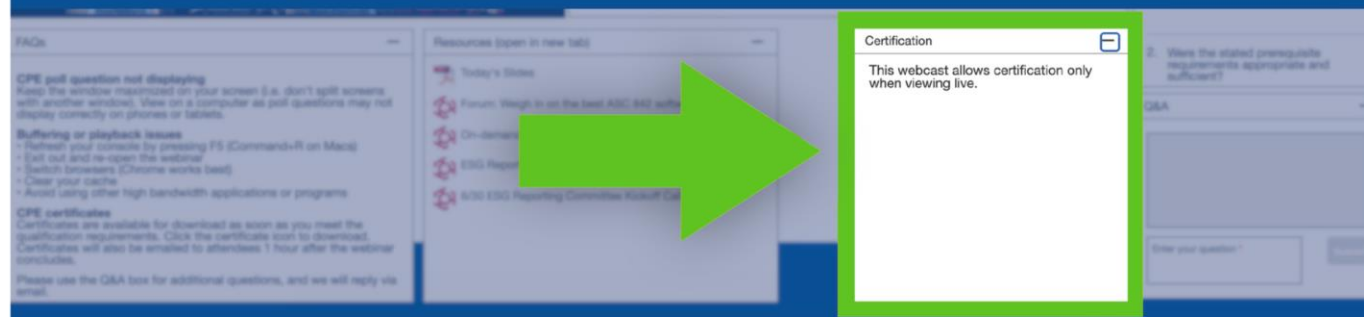 FAQs
CPE poll question not displaying
Keep the window maximized on your screen (i.e. don't split screens
with another window). View on a computer as poll questions may not
display correctly on phones or tablets.
Buffering or playback issues
• Refresh your console by pressing F5 (Command+R on Macs)
• Exit out and re-open the webinar
• Switch browsers (Chrome works best)
• Clear your cache
• Avoid using other high bandwidth applications or programs
CPE certificates
Certificates are available for download as soon as you meet the
qualification requirements. Click the certificate icon to download.
Certificates will also be emailed to attendees 1 hour after the webinar
concludes.
Please use the Q&A box for additional questions, and we will reply via
email.
Resources (open in new tab)
Today's Slides
Forum: Weigh in on the best ASC 842
On-demand
ESG Report
6/30 ESG Reporting Committee Kickoff
Certification
This webcast allows certification only
when viewing live.
2. Were the stated prerequisite
requirements appropriate and
sufficient?
Q&A
Enter your question *